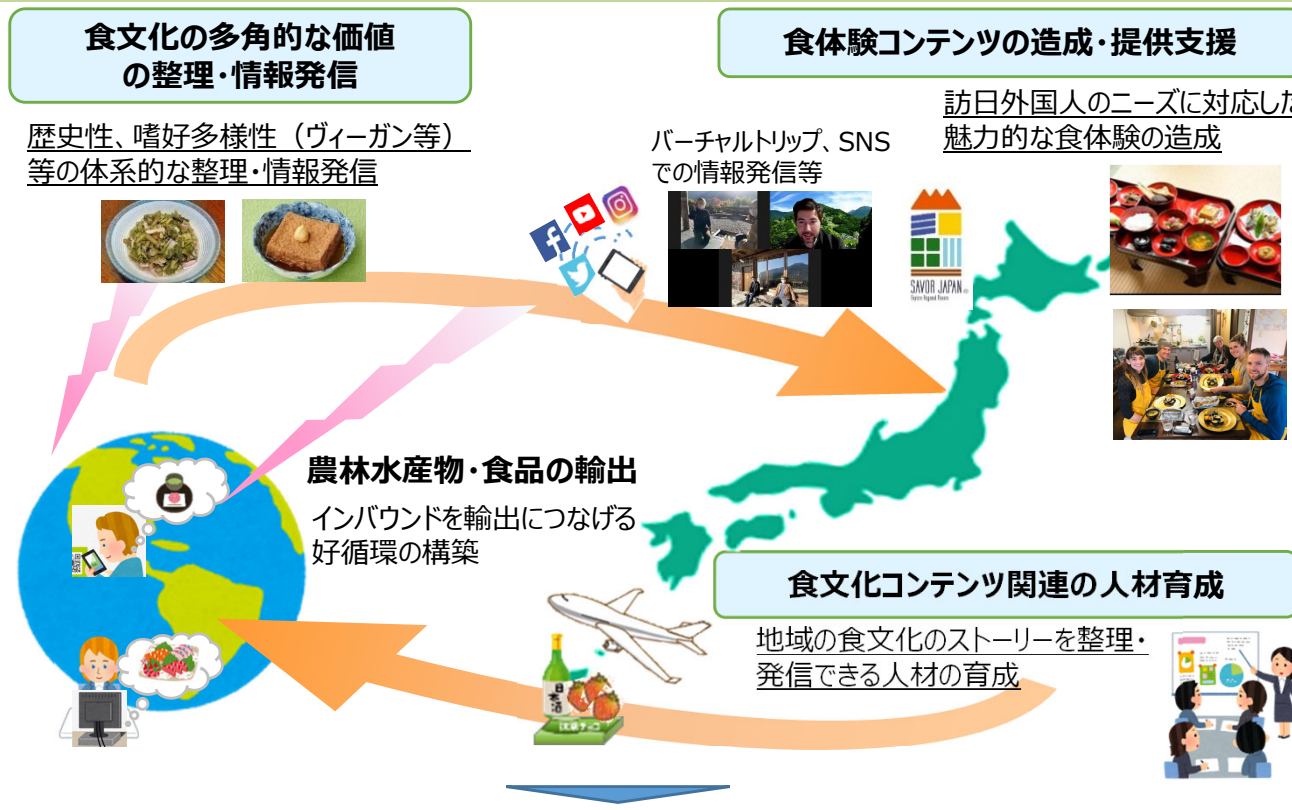 食文化の多角的な価値
の整理・情報発信
歴史性、嗜好多様性（ヴィーガン等）
等の体系的な整理・情報発信
バーチャルトリップ、SNS
での情報発信等
食体験コンテンツの造成・提供支援
訪日外国人のニーズに対応した
魅力的な食体験の造成
SAVOR JAPAN
農林水産物・食品の輸出
インバウンドを輸出につなげる
好循環の構築
日本酒
食文化コンテンツ関連の人材育成
地域の食文化のストーリーを整理・
発信できる人材の育成